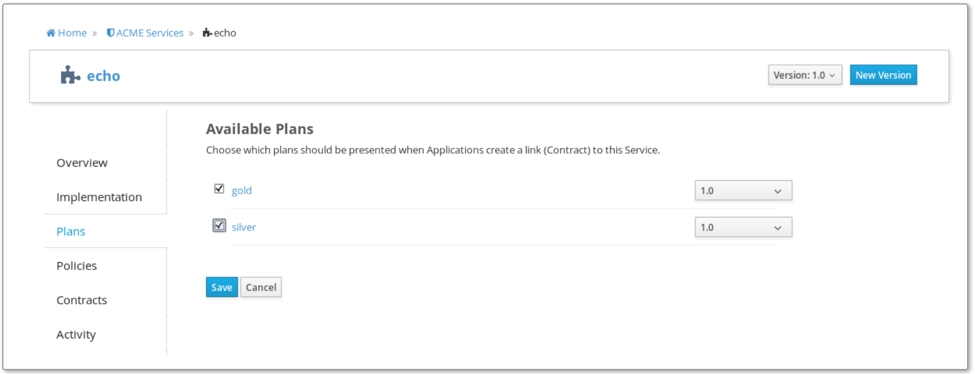 Home » ACME Services » echo
echo
Version: 1.0
New Version
Available Plans
Choose which plans should be presented when Applications create a link (Contract) to this Service.
Overview
Implementation
Plans
Policies
Contracts
Activity
gold 1.0
silver 1.0
Save Cancel